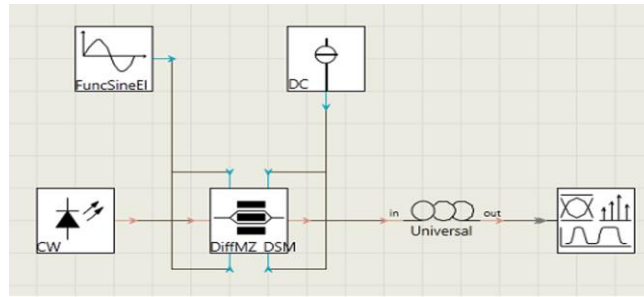 FuncSineEl
DC
CW
DiffMZ_DSM
in
out
Universal